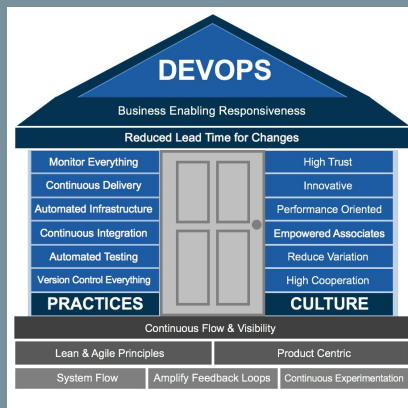 DEVOPS
Business Enabling Responsiveness
Reduced Lead Time for Changes
Monitor Everything
Continuous Delivery
Automated Infrastructure
Continuous Integration
Automated Testing
Version Control Everything
PRACTICES
High Trust
Innovative
Performance Oriented
Empowered Associates
Reduce Variation
High Cooperation
CULTURE
Continuous Flow & Visibility
Lean & Agile Principles
Product Centric
System Flow
Amplify Feedback Loops
Continuous Experimentation